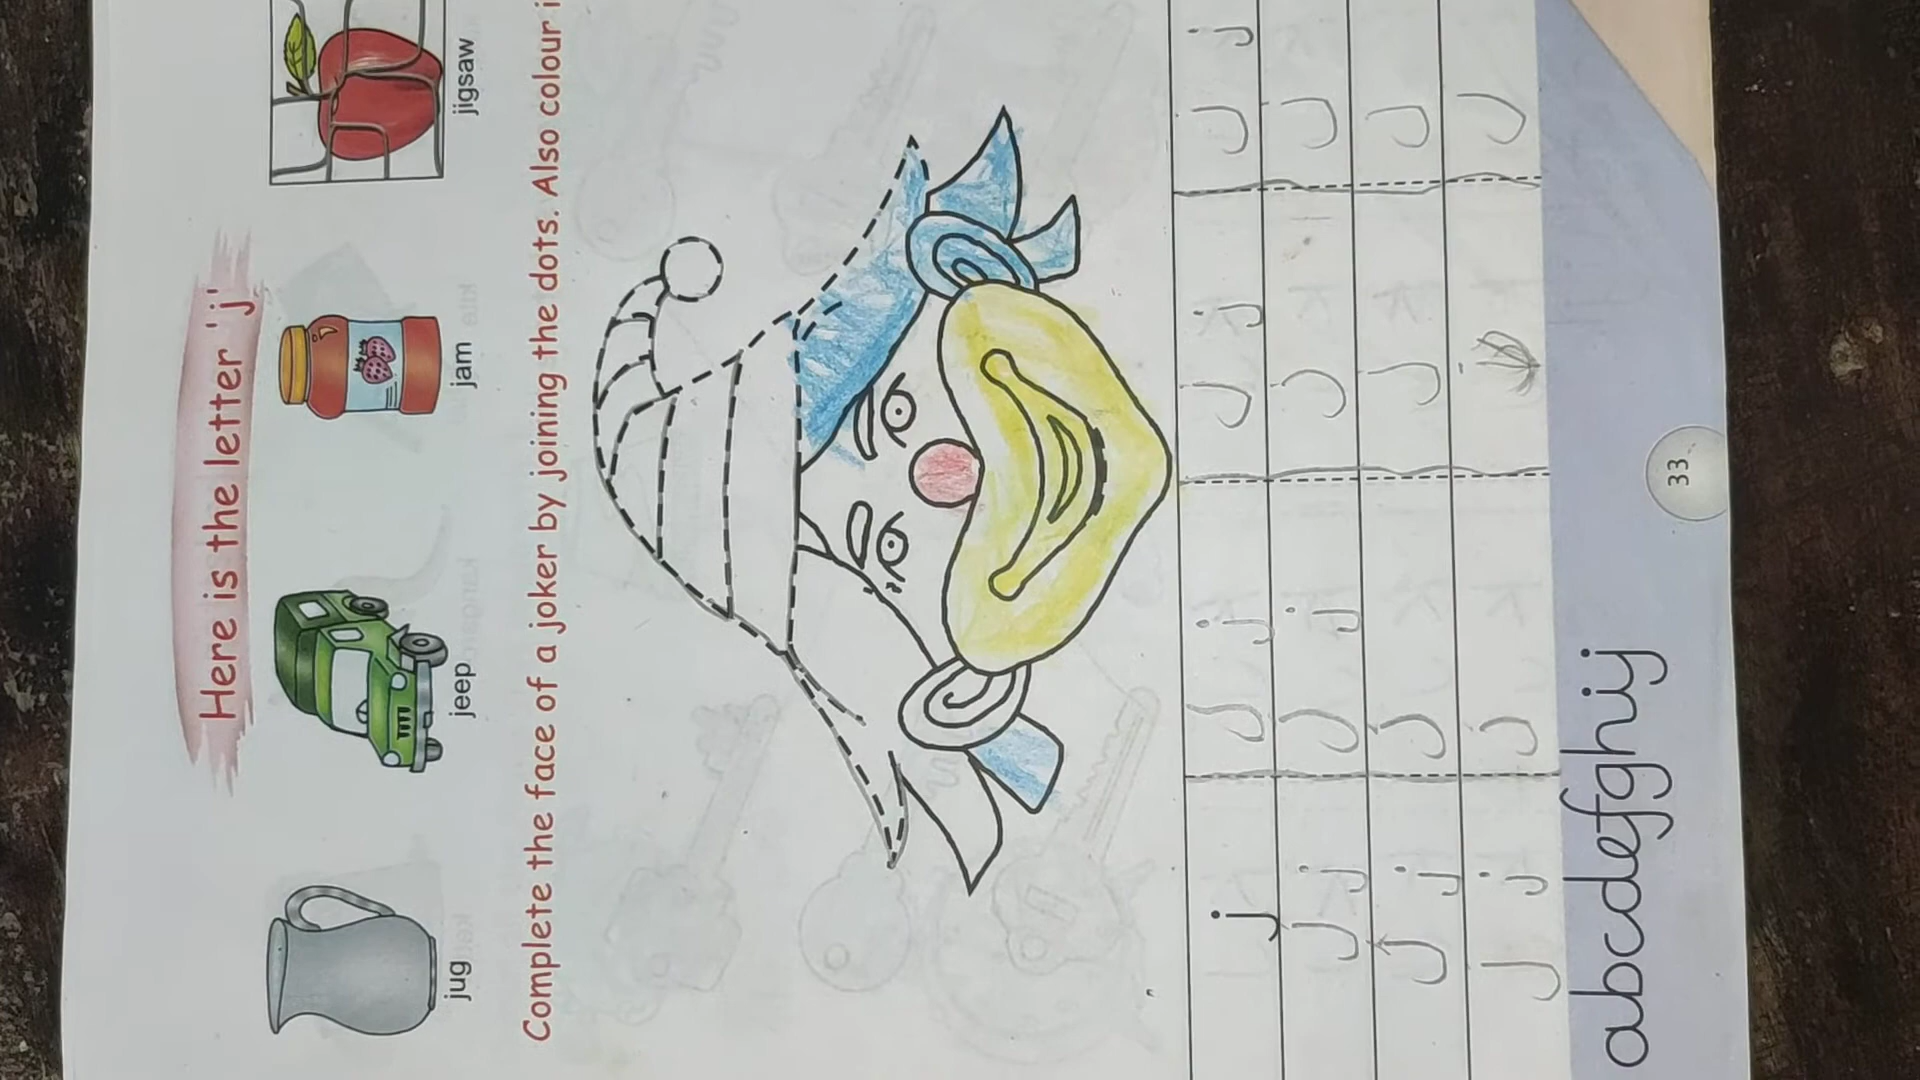 Here is the letter 'j'
jug jeep jam jigsaw
Complete the face of a joker by joining the dots. Also colour i
j J j J j J j
J j J j J J
J j J J J
J j J J
abcdefghij
33